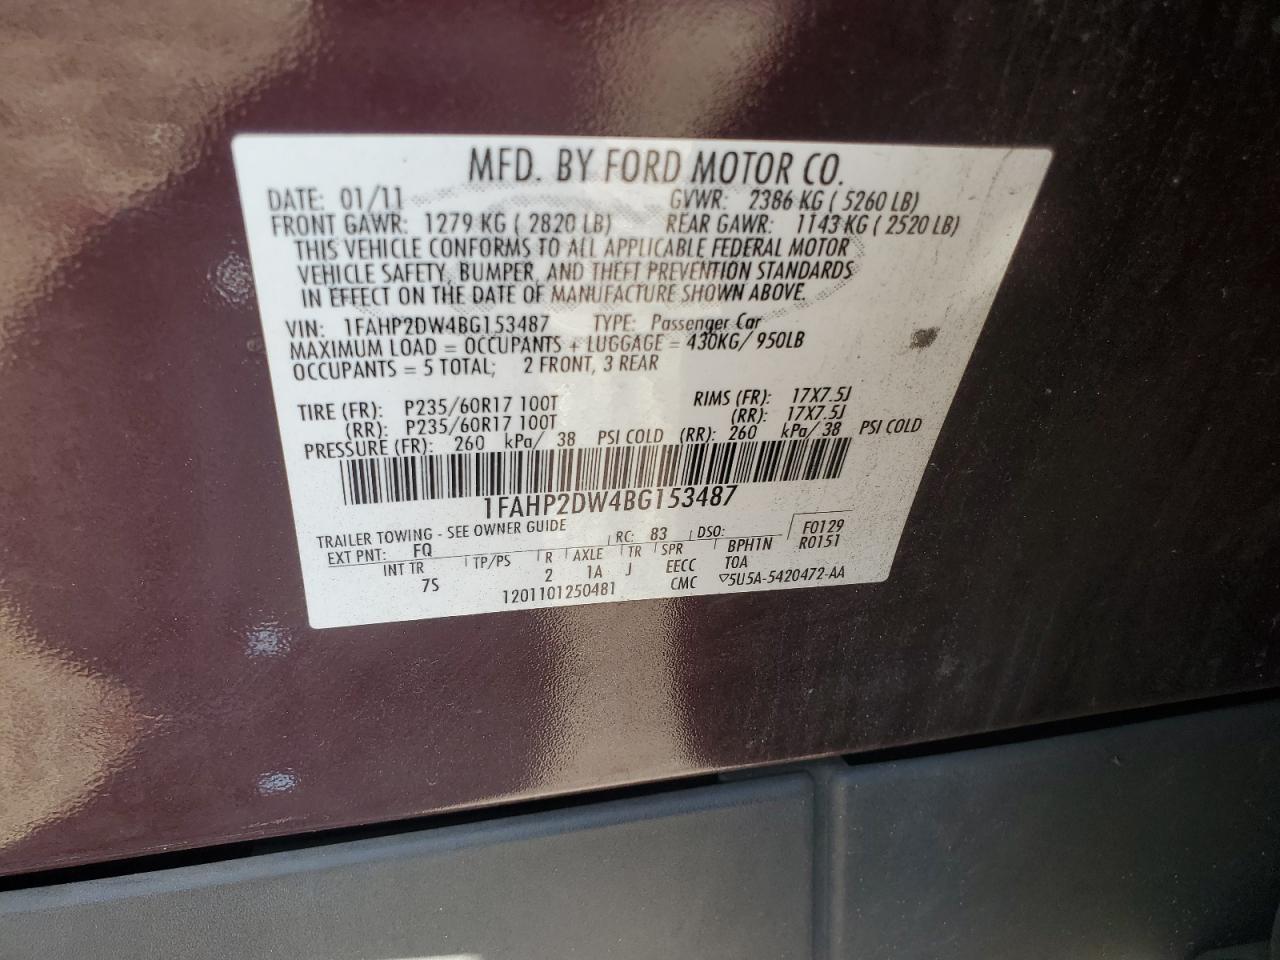 MFD. BY FORD MOTOR CO.
DATE: 01/11 GVWR: 2386 KG ( 5260 LB)
FRONT GAWR: 1279 KG ( 2820 LB) REAR GAWR: 1143 KG ( 2520 LB)
THIS VEHICLE CONFORMS TO ALL APPLICABLE FEDERAL MOTOR
VEHICLE SAFETY, BUMPER, AND THEFT PREVENTION STANDARDS
IN EFFECT ON THE DATE OF MANUFACTURE SHOWN ABOVE.
VIN: 1FAHP2DW4BG153487 TYPE: Passenger Car
MAXIMUM LOAD = OCCUPANTS + LUGGAGE = 430KG/ 950LB
OCCUPANTS = 5 TOTAL; 2 FRONT, 3 REAR
TIRE (FR): P235/60R17 100T RIMS (FR): 17X7.5J
(RR): P235/60R17 100T (RR): 17X7.5J
PRESSURE (FR): 260 kPa/ 38 PSI COLD (RR): 260 kPa/ 38 PSI COLD
1FAHP2DW4BG153487
TRAILER TOWING - SEE OWNER GUIDE
EXT PNT: FQ RC: 83 DSO: F0129
INT TR TP/PS R AXLE TR SPR BPH1N R0151
7S 2 1A J EECC T0A
1201101250481 CMC ▽5U5A-5420472-AA